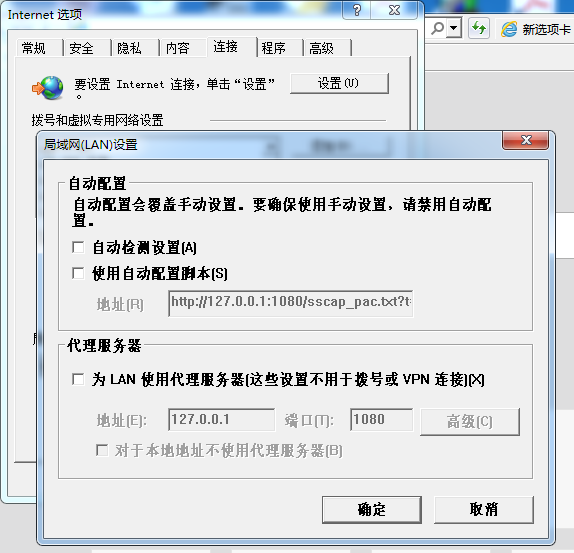 Internet 选项
新选项卡
常规 安全 隐私 内容 连接 程序 高级
要设置 Internet 连接，单击“设置”
。
设置(U)
拨号和虚拟专用网络设置
局域网(LAN)设置
自动配置
自动配置会覆盖手动设置。要确保使用手动设置，请禁用自动配
置。
自动检测设置(A)
使用自动配置脚本(S)
地址(R) http://127.0.0.1:1080/sscap_pac.txt?t=
代理服务器
为 LAN 使用代理服务器(这些设置不用于拨号或 VPN 连接)(X)
地址(E): 127.0.0.1 端口(T): 1080 高级(C)
对于本地地址不使用代理服务器(B)
确定 取消